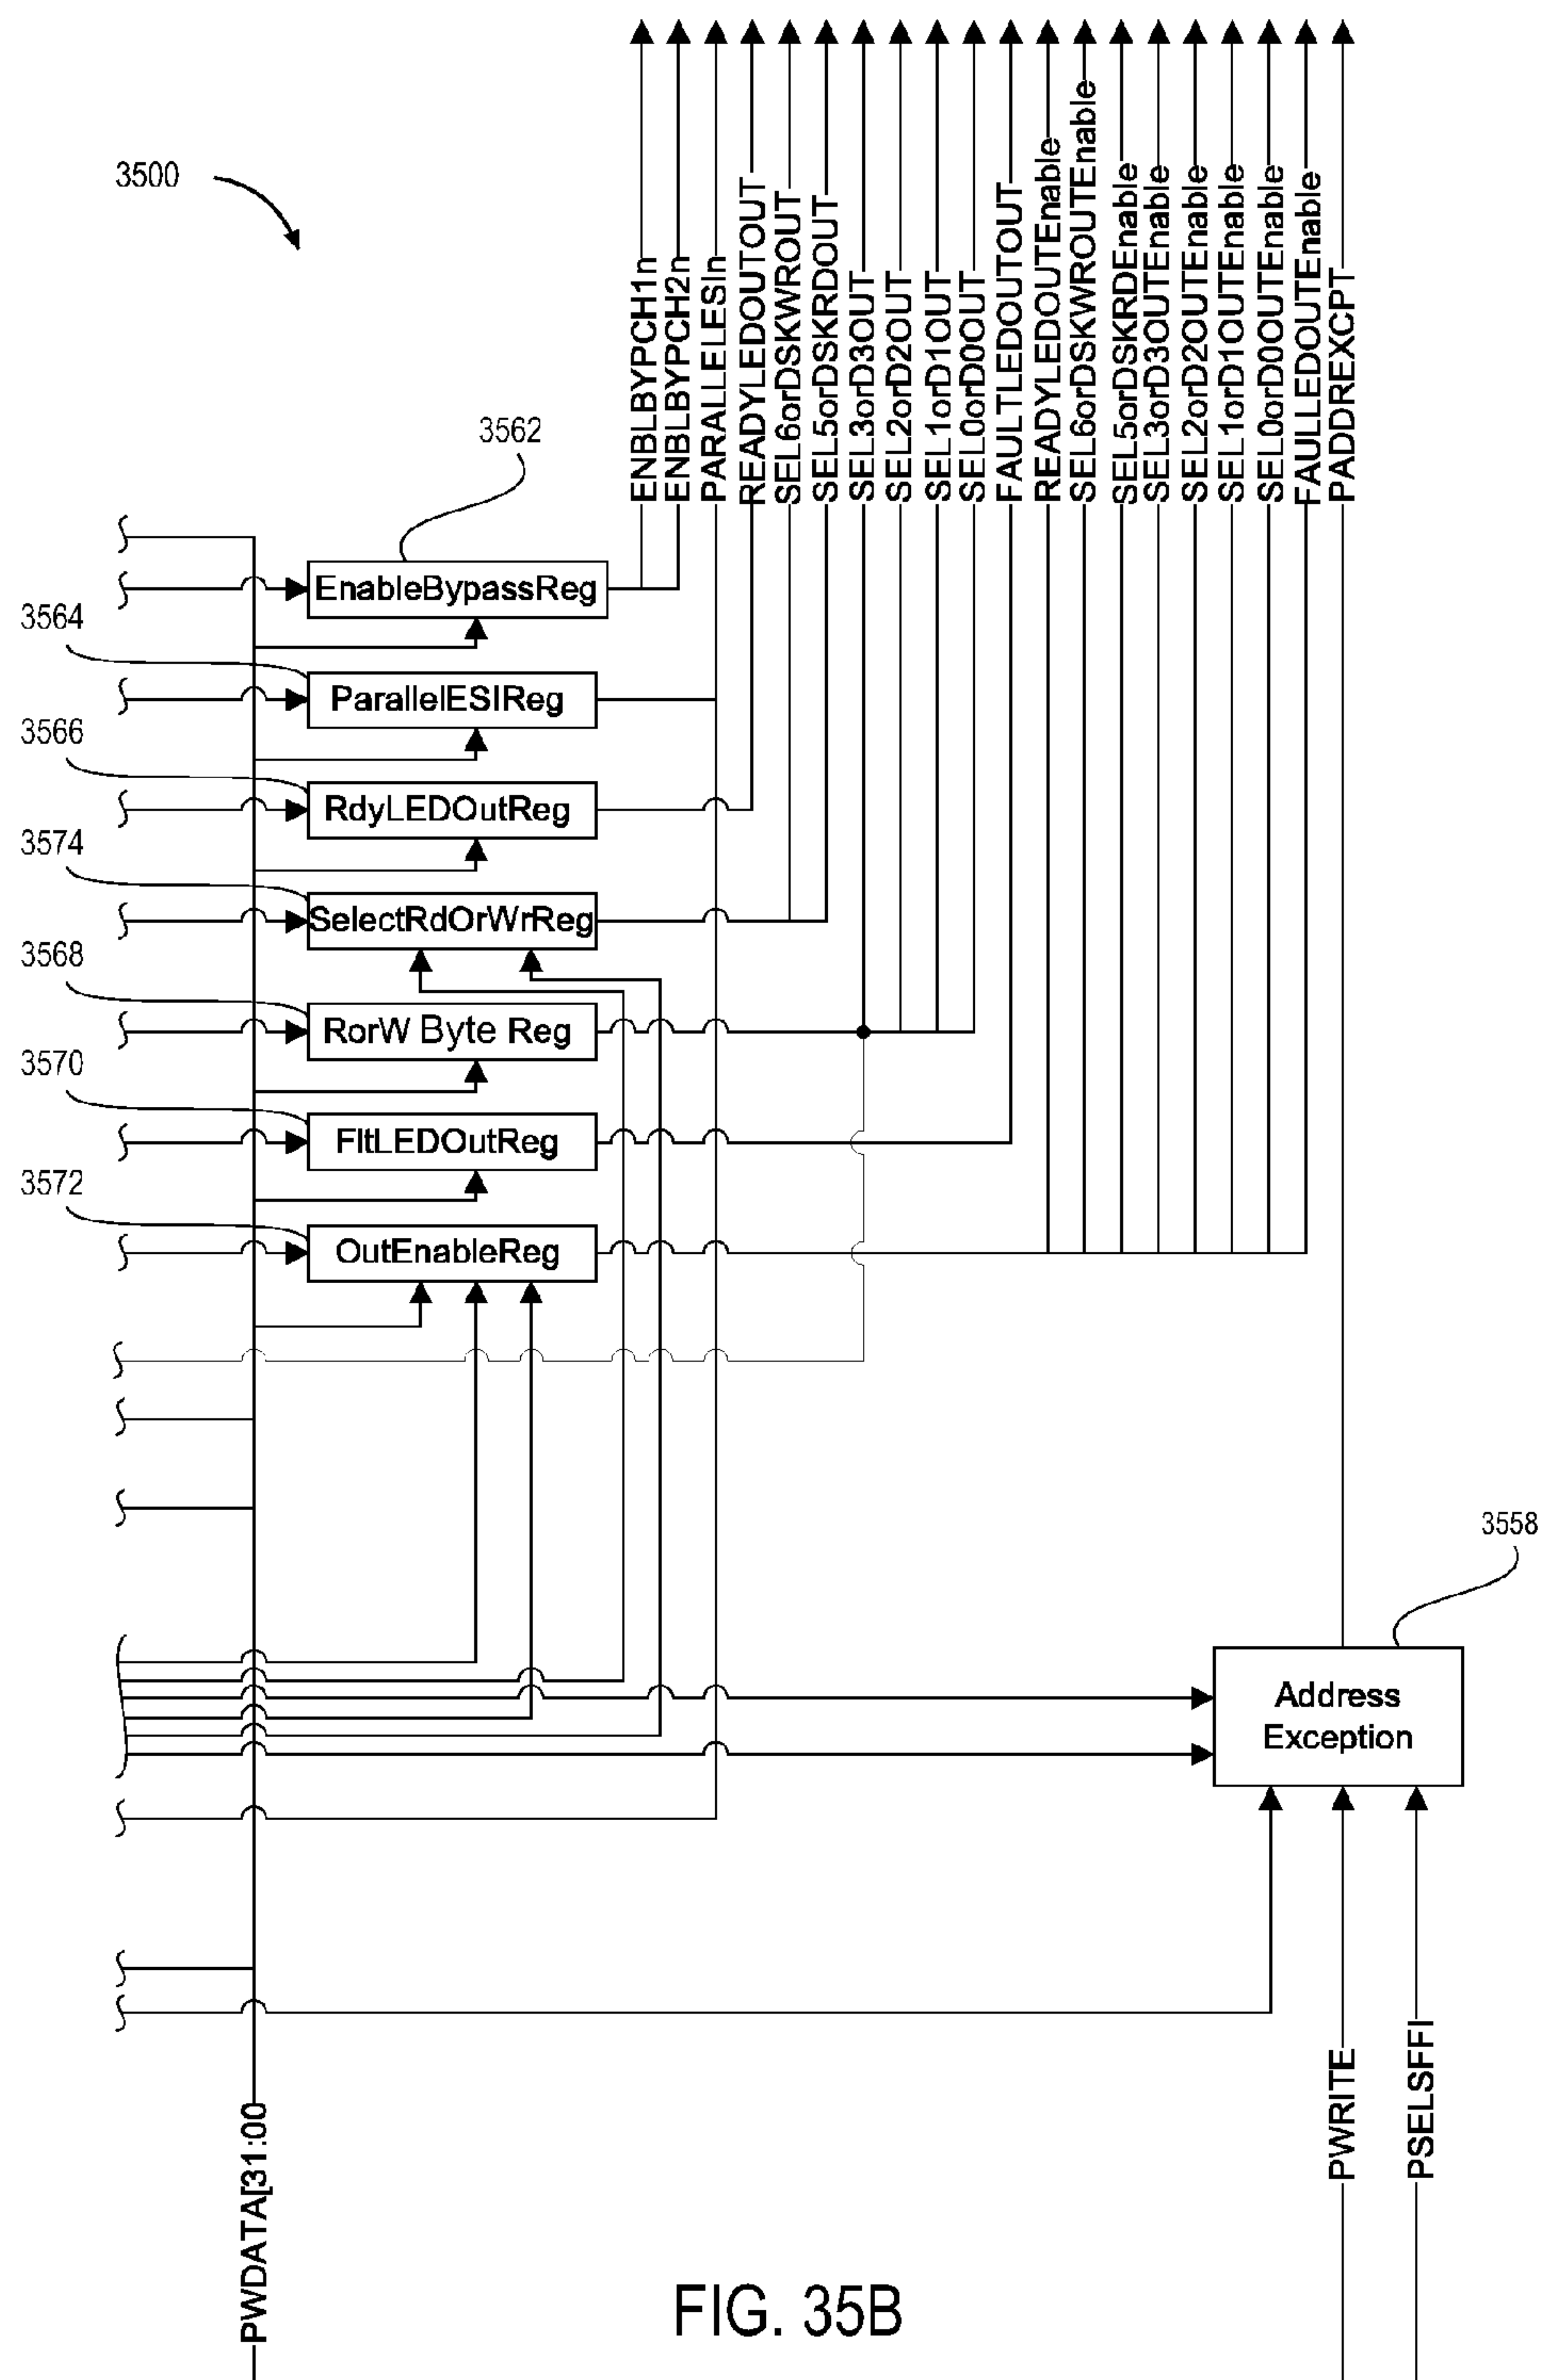 3500
ENBLBYPCH1n
ENBLBYPCH2n
PARALLELESIn
READYLEDOUTOUT
SEL6orDSKWROUT
SEL5orDSKRDOUT
SEL3orD3OUT
SEL2orD2OUT
SEL1orD1OUT
SEL0orD0OUT
FAULTLEDOUTOUT
READYLEDOUTEnable
SEL6orDSKWROUTEnable
SEL5orDSKRDEnable
SEL3orD3OUTEnable
SEL2orD2OUTEnable
SEL1orD1OUTEnable
SEL0orD0OUTEnable
FAULLEDOUTEnable
PADDREXCPT
3562
EnableBypassReg
3564
ParallelESIReg
3566
RdyLEDOutReg
3574
SelectRdOrWrReg
3568
RorW Byte Reg
3570
FltLEDOutReg
3572
OutEnableReg
3558
Address
Exception
PWDATA[31:00
PWRITE
PSELSFFI
FIG. 35B